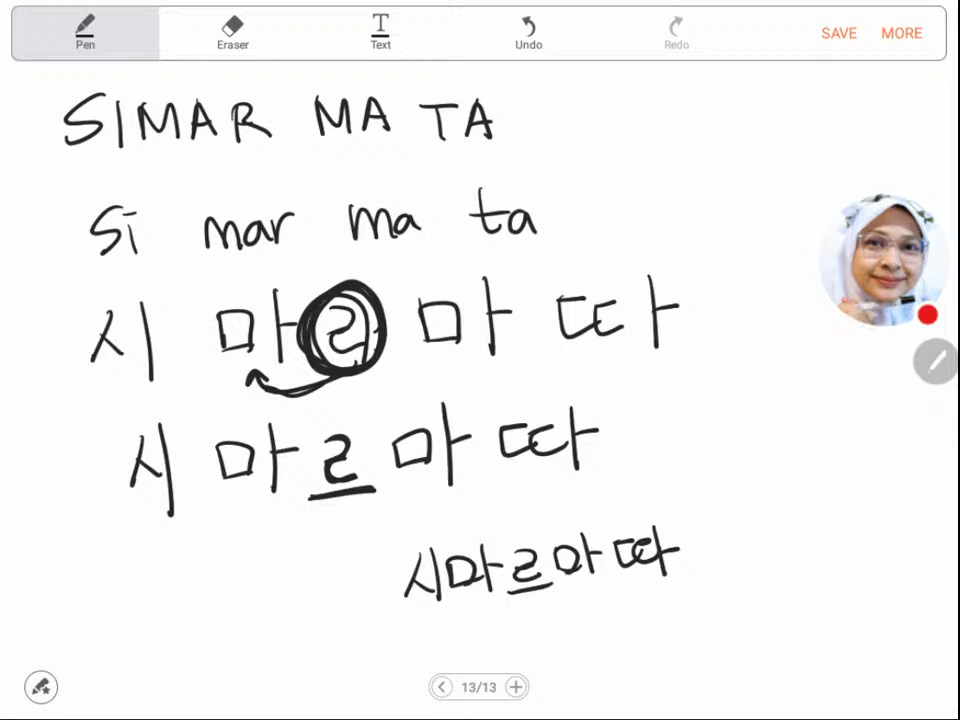 Pen Eraser Text Undo Redo SAVE MORE
SIMAR MA TA
si mar ma ta
시 마 리 마 따
시 마 르 마 따
시마르마따
13/13